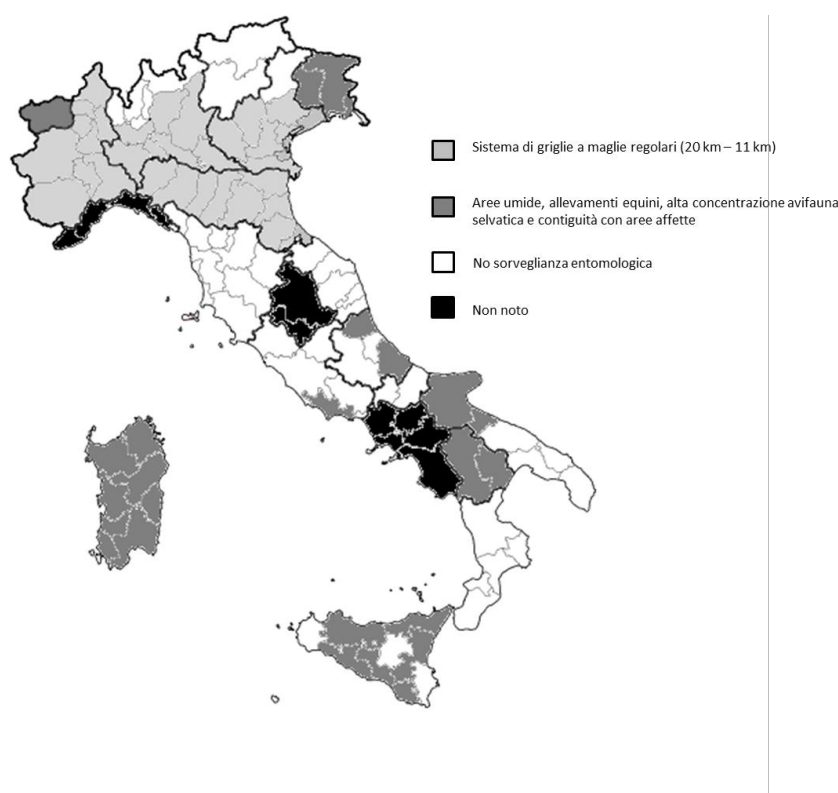 Sistema di griglie a maglie regolari (20 km – 11 km)
Aree umide, allevamenti equini, alta concentrazione avifauna
selvatica e contiguità con aree affette
No sorveglianza entomologica
Non noto